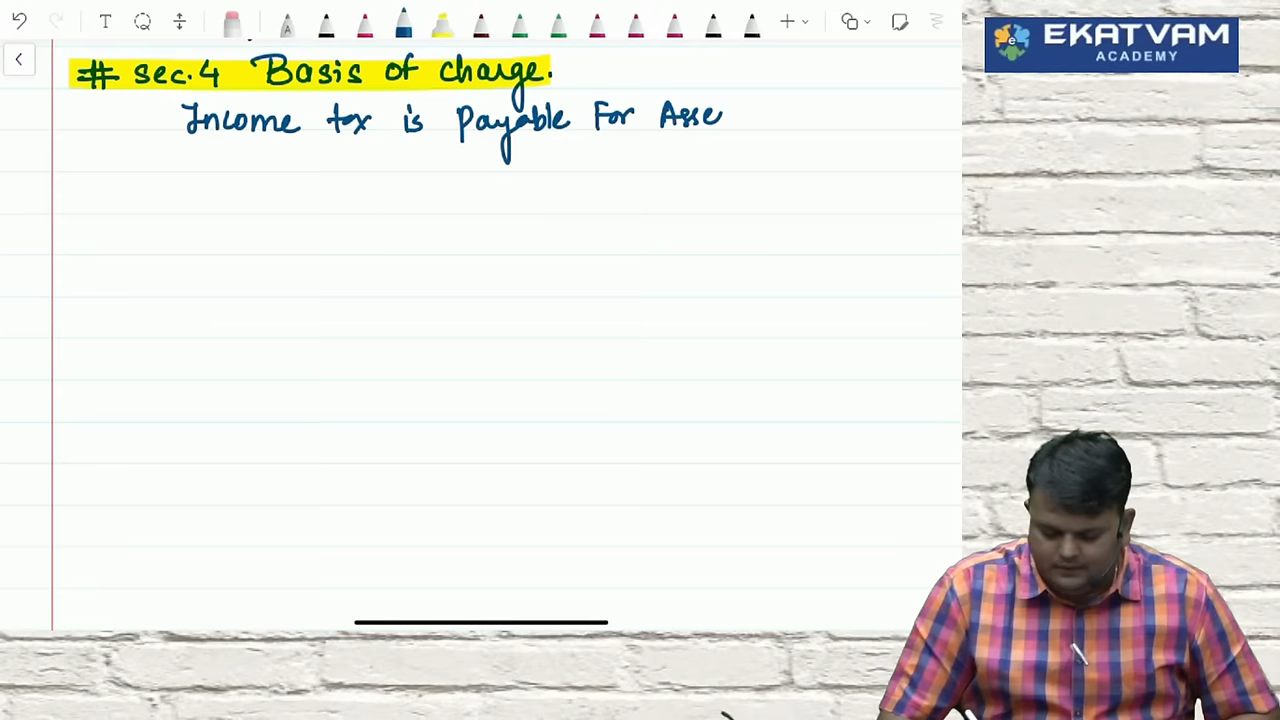 EKATVAM
ACADEMY
# sec.4 Basis of charge.
Income tax is Payable For Asse